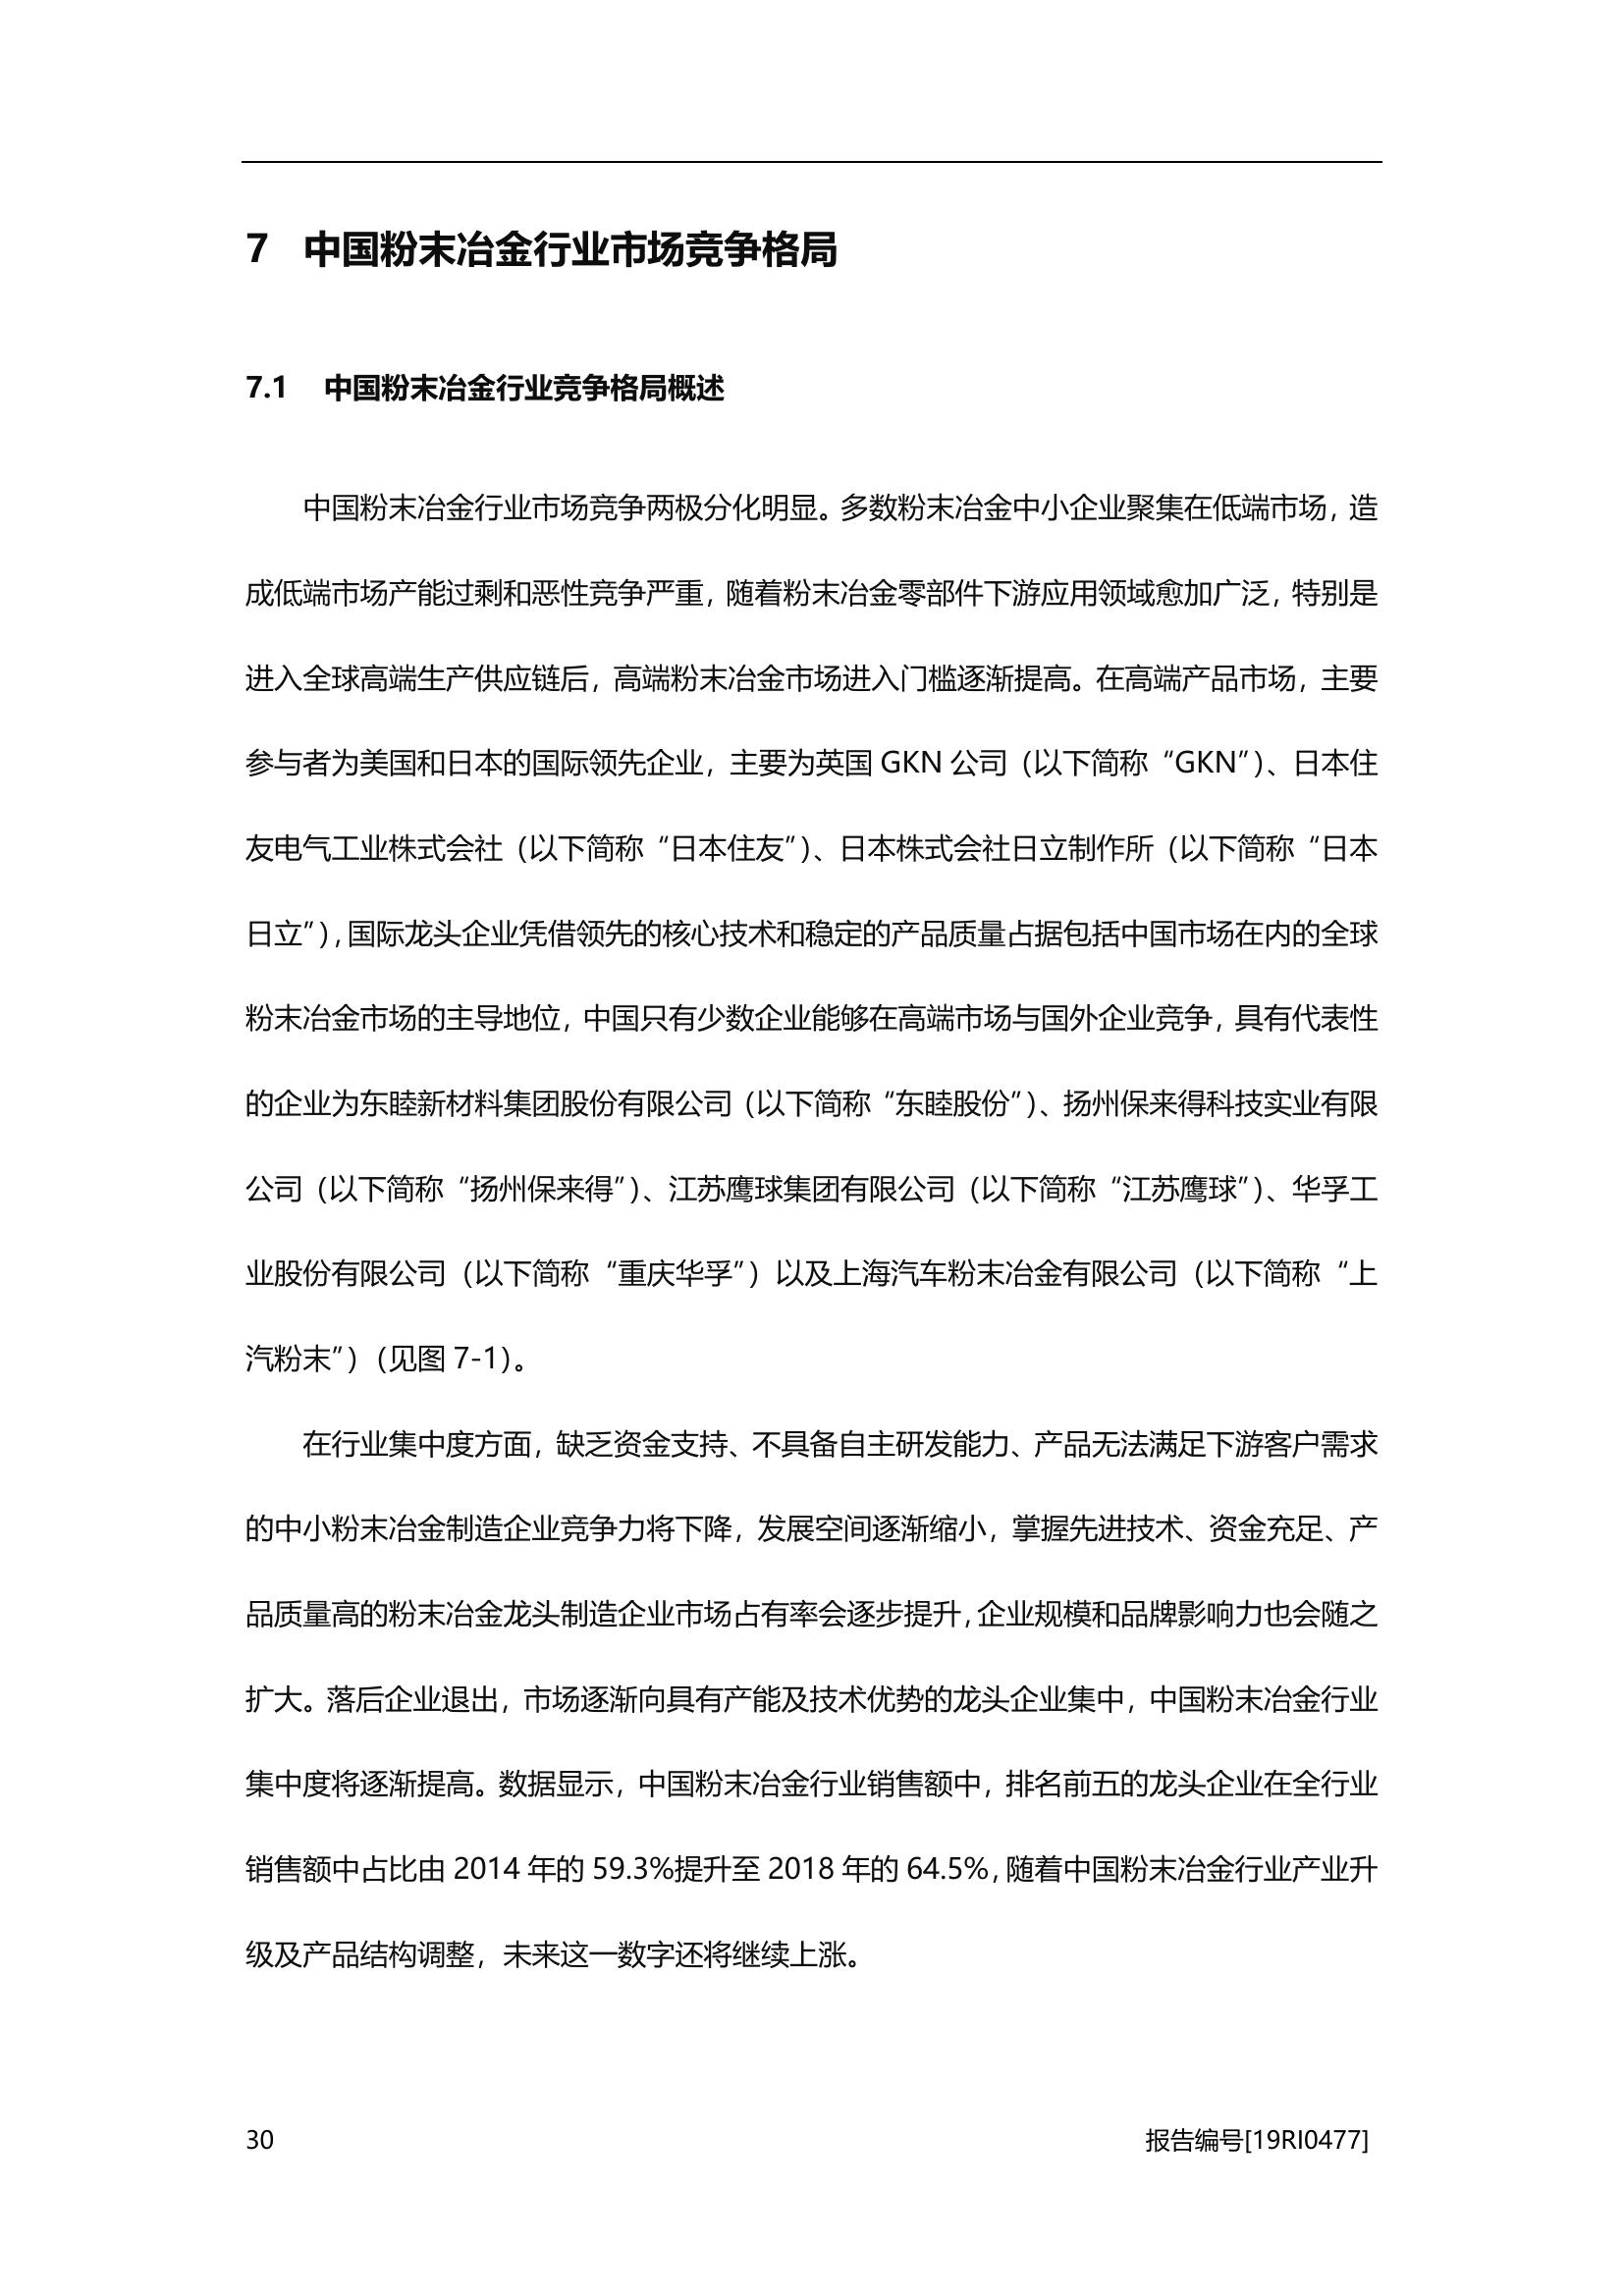 7 中国粉末冶金行业市场竞争格局
7.1 中国粉末冶金行业竞争格局概述
中国粉末冶金行业市场竞争两极分化明显。多数粉末冶金中小企业聚集在低端市场，造
成低端市场产能过剩和恶性竞争严重，随着粉末冶金零部件下游应用领域愈加广泛，特别是
进入全球高端生产供应链后，高端粉末冶金市场进入门槛逐渐提高。在高端产品市场，主要
参与者为美国和日本的国际领先企业，主要为英国 GKN 公司（以下简称“GKN”）、日本住
友电气工业株式会社（以下简称“日本住友”）、日本株式会社日立制作所（以下简称“日本
日立”），国际龙头企业凭借领先的核心技术和稳定的产品质量占据包括中国市场在内的全球
粉末冶金市场的主导地位，中国只有少数企业能够在高端市场与国外企业竞争，具有代表性
的企业为东睦新材料集团股份有限公司（以下简称“东睦股份”）、扬州保来得科技实业有限
公司（以下简称“扬州保来得”）、江苏鹰球集团有限公司（以下简称“江苏鹰球”）、华孚工
业股份有限公司（以下简称“重庆华孚”）以及上海汽车粉末冶金有限公司（以下简称“上
汽粉末”）（见图 7-1）。
在行业集中度方面，缺乏资金支持、不具备自主研发能力、产品无法满足下游客户需求
的中小粉末冶金制造企业竞争力将下降，发展空间逐渐缩小，掌握先进技术、资金充足、产
品质量高的粉末冶金龙头制造企业市场占有率会逐步提升，企业规模和品牌影响力也会随之
扩大。落后企业退出，市场逐渐向具有产能及技术优势的龙头企业集中，中国粉末冶金行业
集中度将逐渐提高。数据显示，中国粉末冶金行业销售额中，排名前五的龙头企业在全行业
销售额中占比由 2014 年的 59.3%提升至 2018 年的 64.5%，随着中国粉末冶金行业产业升
级及产品结构调整，未来这一数字还将继续上涨。
30 报告编号[19RI0477]